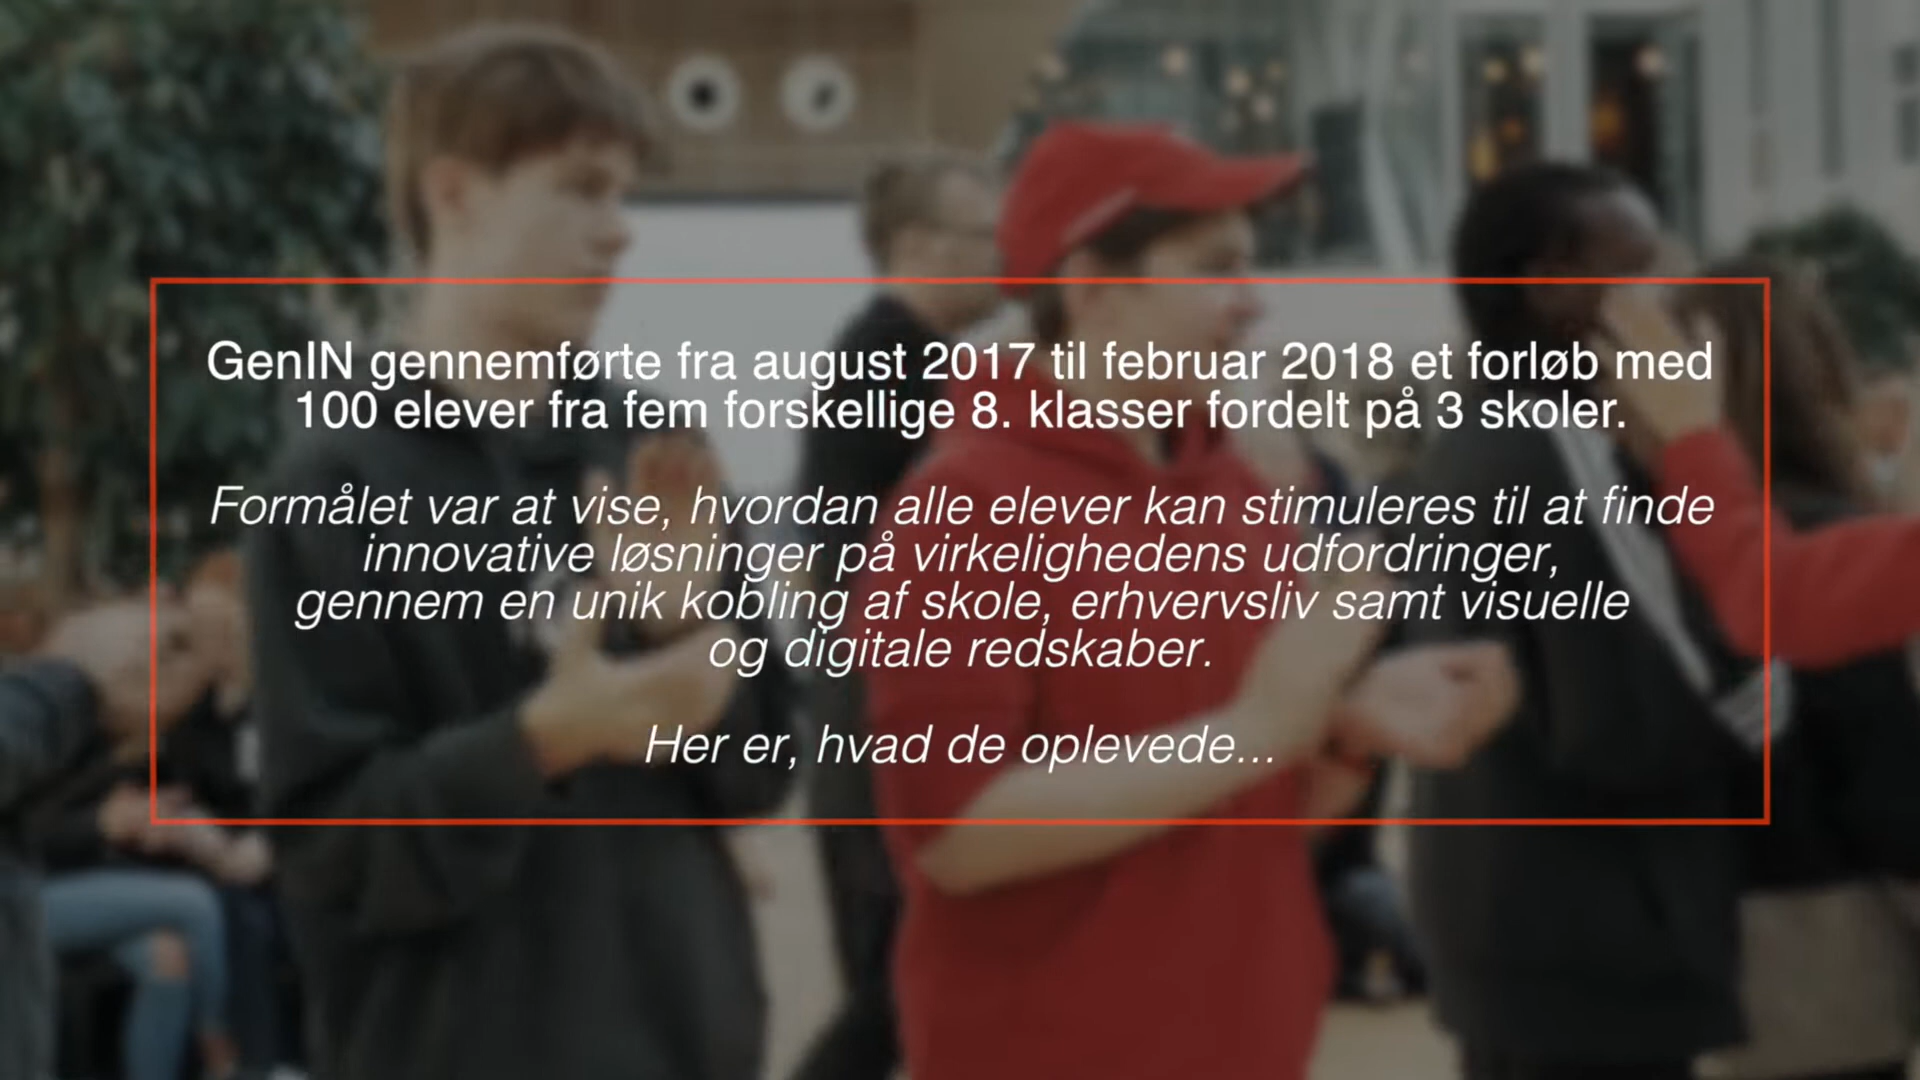 GenIN gennemførte fra august 2017 til februar 2018 et forløb med
100 elever fra fem forskellige 8. klasser fordelt på 3 skoler.
Formålet var at vise, hvordan alle elever kan stimuleres til at finde
innovative løsninger på virkelighedens udfordringer,
gennem en unik kobling af skole, erhvervsliv samt visuelle
og digitale redskaber.
Her er, hvad de oplevede...